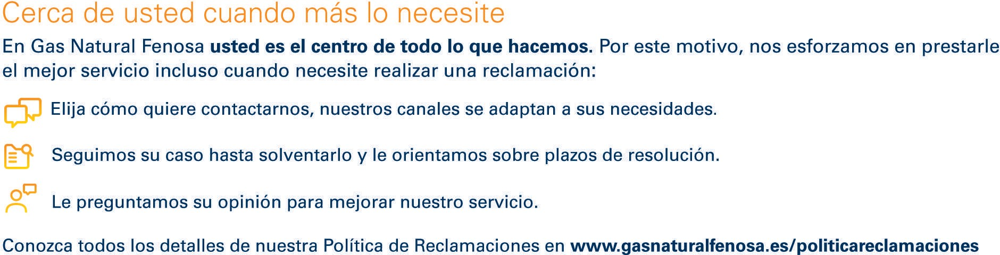 Cerca de usted cuando más lo necesite
En Gas Natural Fenosa usted es el centro de todo lo que hacemos. Por este motivo, nos esforzamos en prestarle
el mejor servicio incluso cuando necesite realizar una reclamación:
Elija cómo quiere contactarnos, nuestros canales se adaptan a sus necesidades.
Seguimos su caso hasta solventarlo y le orientamos sobre plazos de resolución.
Le preguntamos su opinión para mejorar nuestro servicio.
Conozca todos los detalles de nuestra Política de Reclamaciones en www.gasnaturalfenosa.es/politicareclamaciones